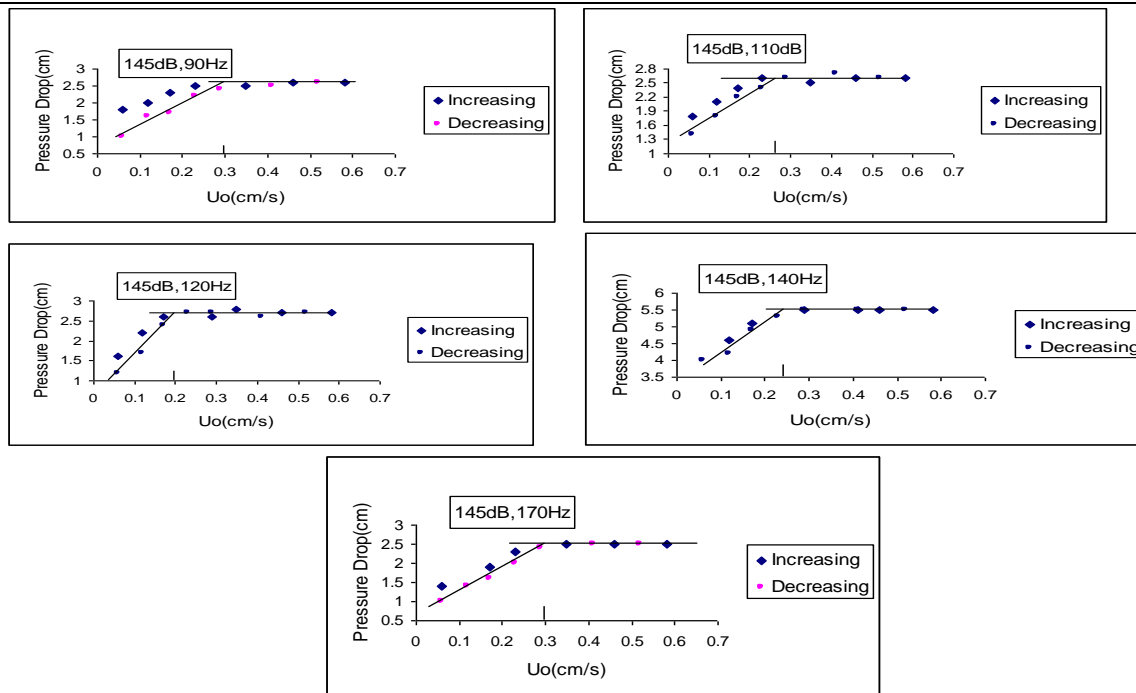 145dB,90Hz
Pressure Drop(cm)
3
2.5
2
1.5
1
0.5
0 0.1 0.2 0.3 0.4 0.5 0.6 0.7
Uo(cm/s)
Increasing
Decreasing
145dB,110dB
Pressure Drop(cm)
2.8
2.5
2.2
1.9
1.6
1.3
1
0 0.1 0.2 0.3 0.4 0.5 0.6 0.7
Uo(cm/s)
Increasing
Decreasing
145dB,120Hz
Pressure Drop(cm)
3
2.5
2
1.5
1
0 0.1 0.2 0.3 0.4 0.5 0.6 0.7
Uo(cm/s)
Increasing
Decreasing
145dB,140Hz
Pressure Drop(cm)
6
5.5
5
4.5
4
3.5
0 0.1 0.2 0.3 0.4 0.5 0.6 0.7
Uo(cm/s)
Increasing
Decreasing
145dB,170Hz
Pressure Drop(cm)
3
2.5
2
1.5
1
0.5
0 0.1 0.2 0.3 0.4 0.5 0.6 0.7
Uo(cm/s)
Increasing
Decreasing